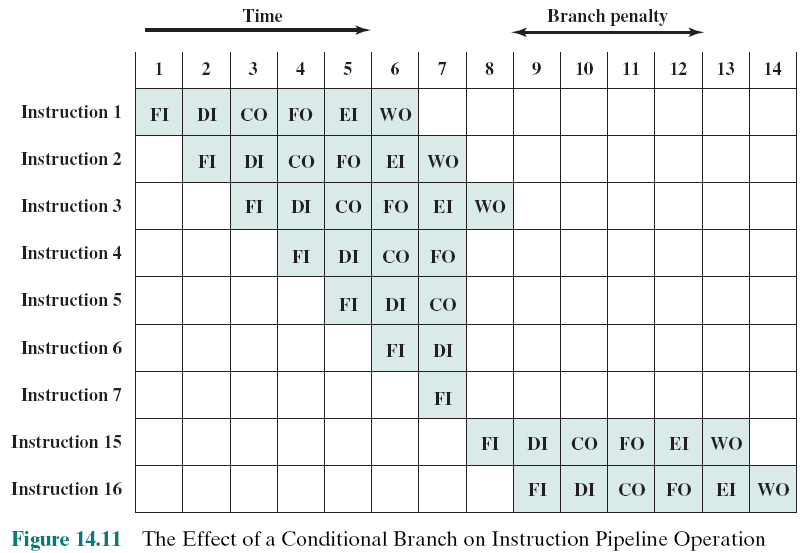 Time Branch penalty
1 2 3 4 5 6 7 8 9 10 11 12 13 14
Instruction 1 FI DI CO FO EI WO
Instruction 2 FI DI CO FO EI WO
Instruction 3 FI DI CO FO EI WO
Instruction 4 FI DI CO FO
Instruction 5 FI DI CO
Instruction 6 FI DI
Instruction 7 FI
Instruction 15 FI DI CO FO EI WO
Instruction 16 FI DI CO FO EI WO
Figure 14.11 The Effect of a Conditional Branch on Instruction Pipeline Operation